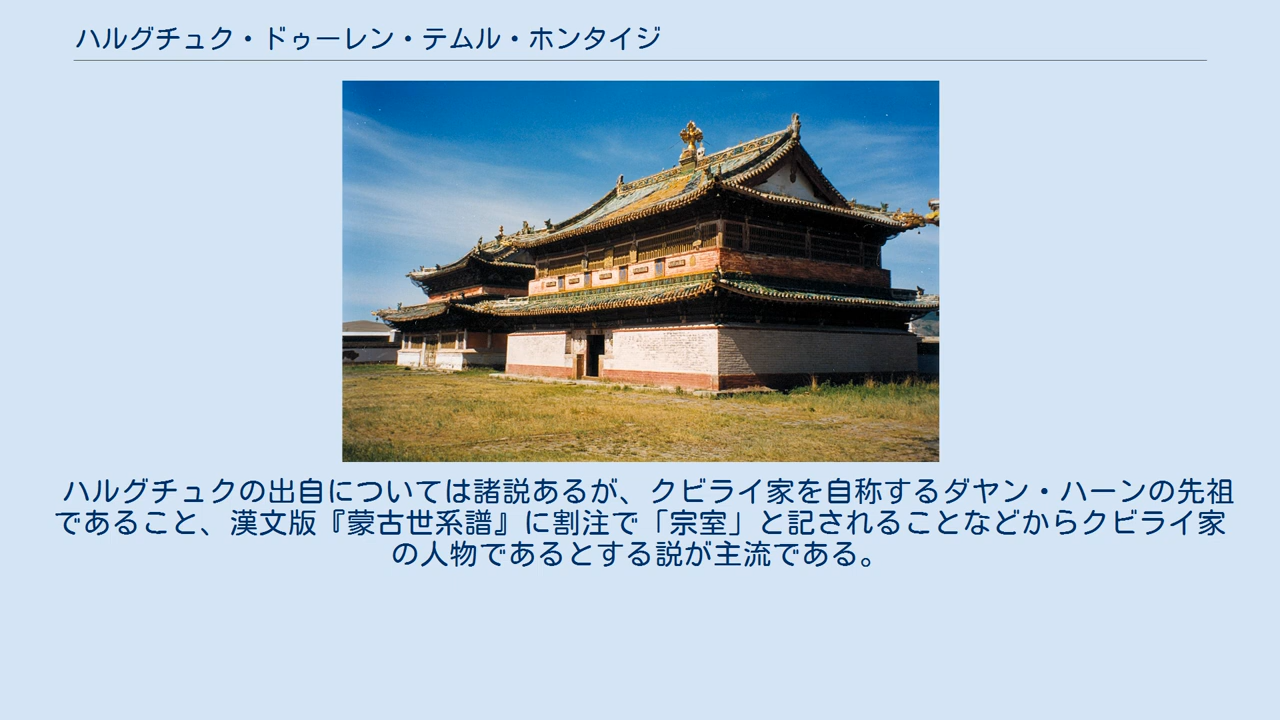 ハルグチュク・ドゥーレン・テムル・ホンタイジ
ハルグチュクの出自については諸説あるが、クビライ家を自称するダヤン・ハーンの先祖
であること、漢文版『蒙古世系譜』に割注で「宗室」と記されることなどからクビライ家
の人物であるとする説が主流である。